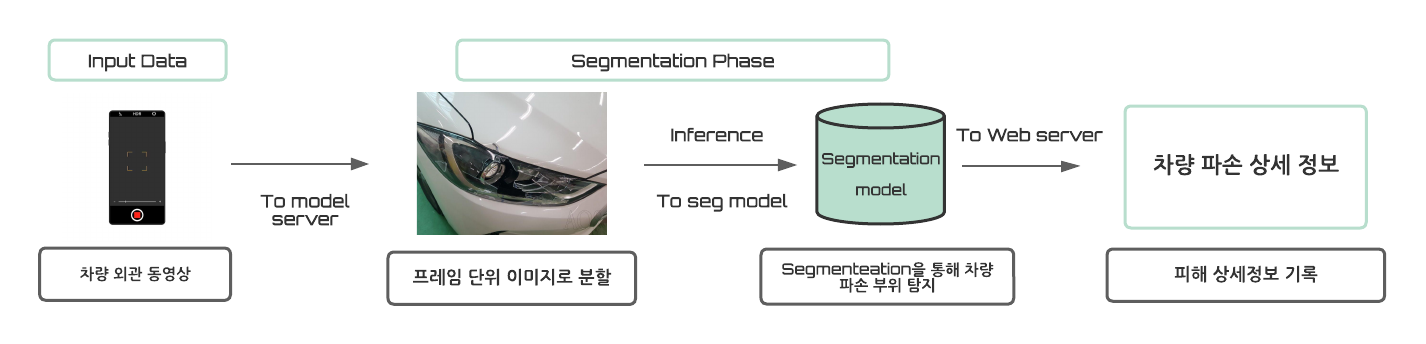 Input Data
Segmentation Phase
HDR
To model
server
Inference
To seg model
Segmentation
model
To Web server
차량 파손 상세 정보
차량 외관 동영상
프레임 단위 이미지로 분할
Segmenteation을 통해 차량
파손 부위 탐지
피해 상세정보 기록